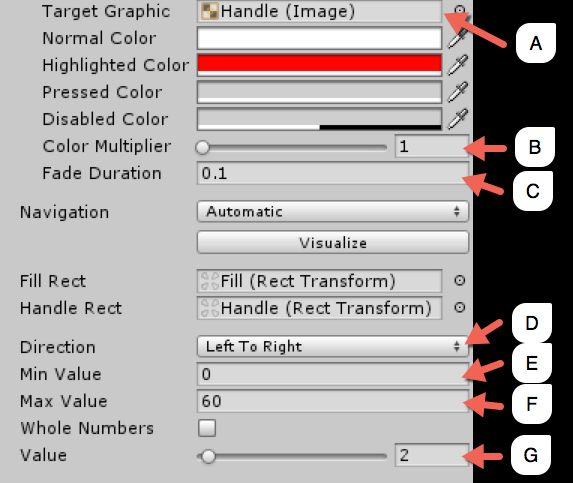 Target Graphic Handle (Image) A
Normal Color
Highlighted Color
Pressed Color
Disabled Color
Color Multiplier 1 B
Fade Duration 0.1 C
Navigation Automatic
Visualize
Fill Rect Fill (Rect Transform)
Handle Rect Handle (Rect Transform)
Direction Left To Right D
Min Value 0 E
Max Value 60 F
Whole Numbers
Value 2 G